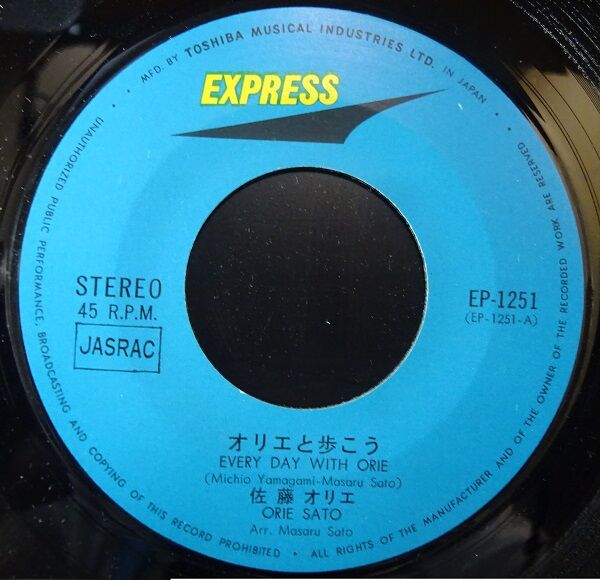 MFD. BY TOSHIBA MUSICAL INDUSTRIES LTD. IN JAPAN
EXPRESS
STEREO
45 R.P.M.
JASRAC
EP-1251
(EP-1251-A)
オリエと歩こう
EVERY DAY WITH ORIE
(Michio Yamagami-Masaru Sato)
佐藤オリエ
ORIE SATO
Arr. Masaru Sato
UNAUTHORIZED PUBLIC PERFORMANCE, BROADCASTING AND COPYING OF THIS RECORD PROHIBITED • ALL RIGHTS OF THE MANUFACTURER AND OF THE OWNER OF THE RECORDED WORK ARE RESERVED